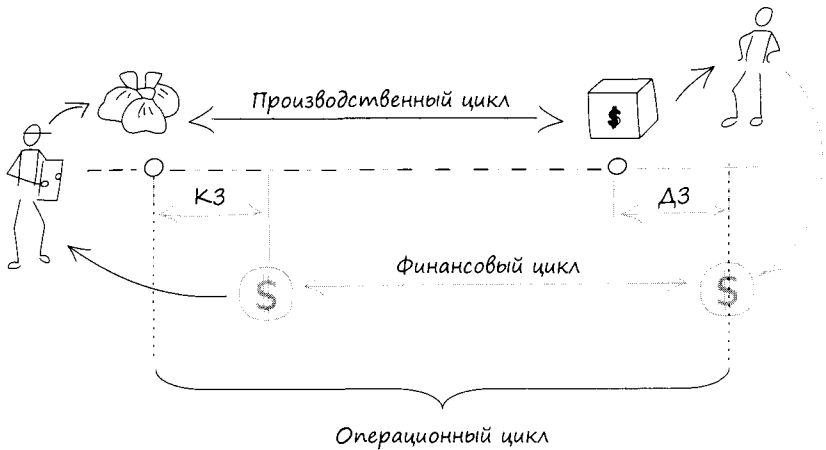 Производственный цикл
$
КЗ
ДЗ
Финансовый цикл
$
$
Операционный цикл